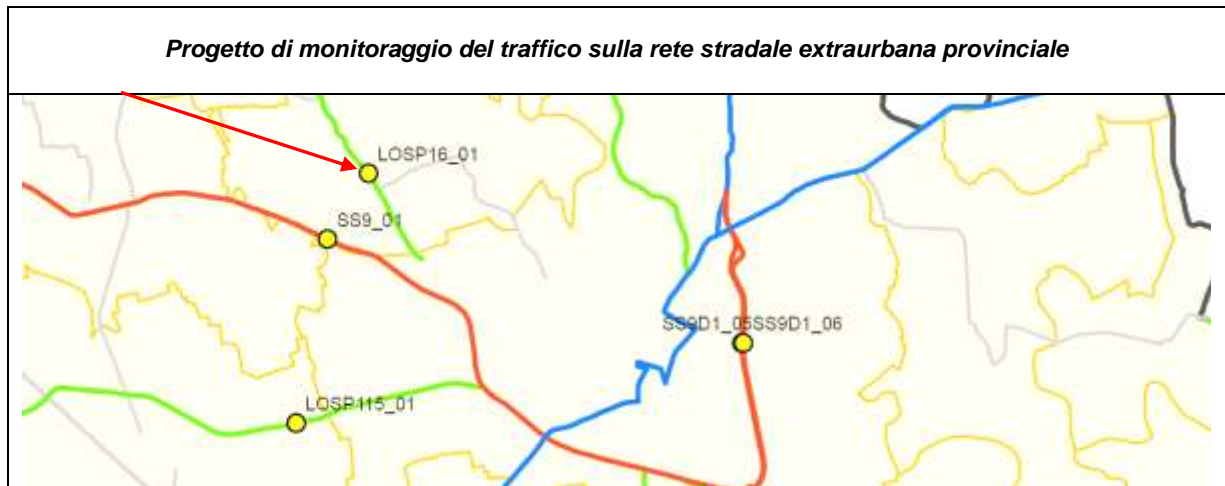 Progetto di monitoraggio del traffico sulla rete stradale extraurbana provinciale
LOSP16_01
SS9_01
SS9D1_05SS9D1_06
LOSP115_01